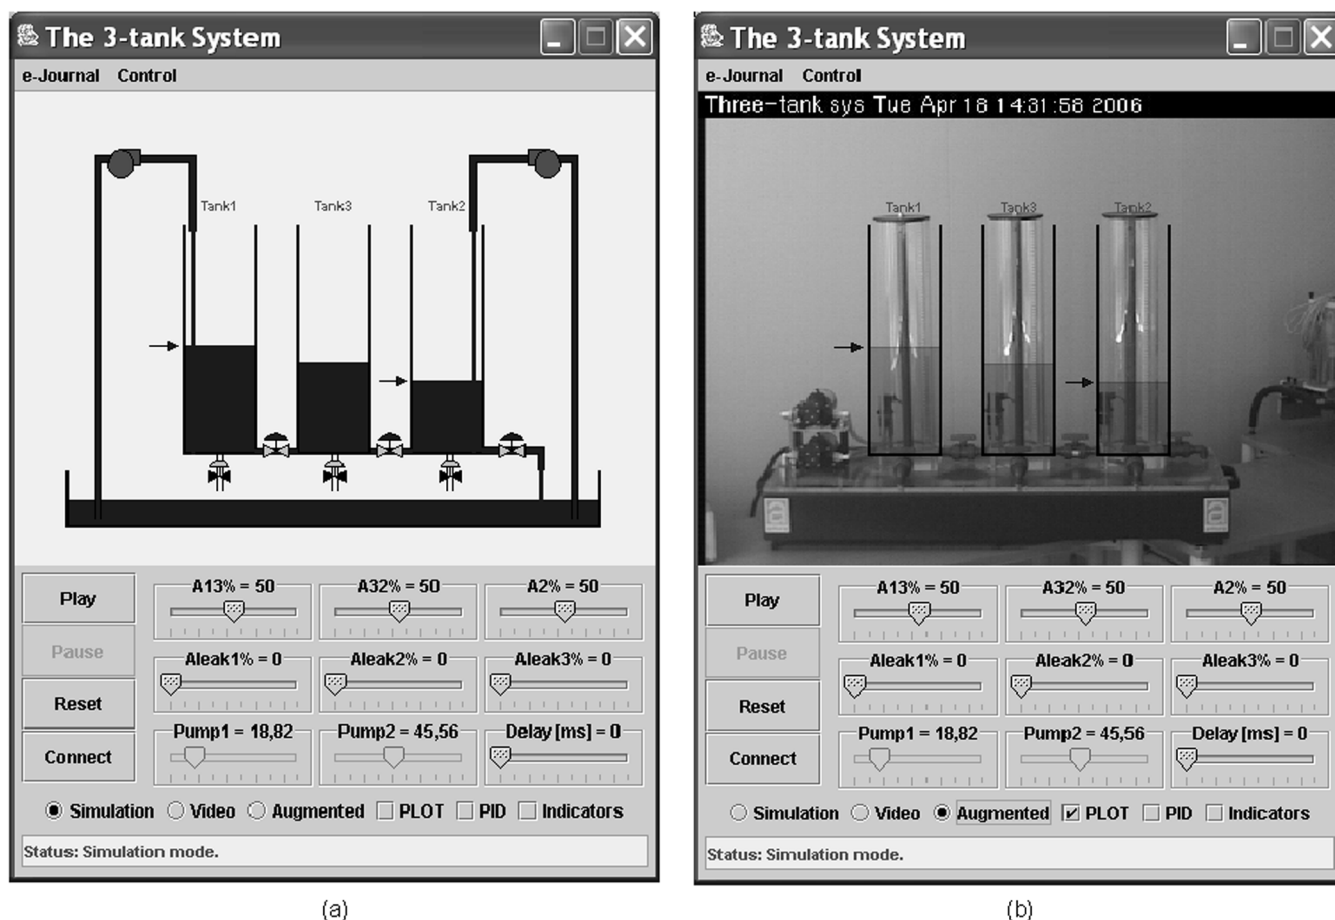 The 3-tank System
e-Journal Control
Tank1 Tank3 Tank2
Play
Pause
Reset
Connect
A13% = 50 A32% = 50 A2% = 50
Aleak1% = 0 Aleak2% = 0 Aleak3% = 0
Pump1 = 18,82 Pump2 = 45,56 Delay [ms] = 0
Simulation Video Augmented PLOT PID Indicators
Status: Simulation mode.
(a)
The 3-tank System
e-Journal Control
Three-tank sys Tue Apr 18 14:31:58 2006
Tank1 Tank3 Tank2
Play
Pause
Reset
Connect
A13% = 50 A32% = 50 A2% = 50
Aleak1% = 0 Aleak2% = 0 Aleak3% = 0
Pump1 = 18,82 Pump2 = 45,56 Delay [ms] = 0
Simulation Video Augmented PLOT PID Indicators
Status: Simulation mode.
(b)